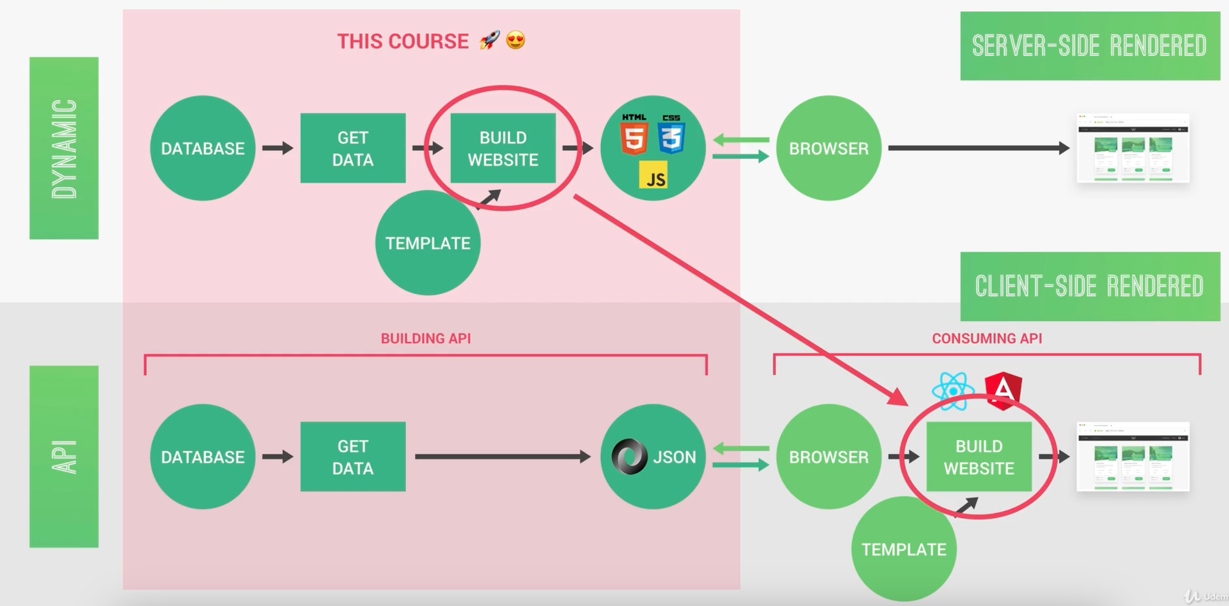 THIS COURSE 🚀 😍
SERVER-SIDE RENDERED
DYNAMIC
DATABASE
GET
DATA
BUILD
WEBSITE
TEMPLATE
HTML
5
CSS
3
JS
BROWSER
CLIENT-SIDE RENDERED
BUILDING API
CONSUMING API
API
DATABASE
GET
DATA
JSON
BROWSER
A
BUILD
WEBSITE
TEMPLATE